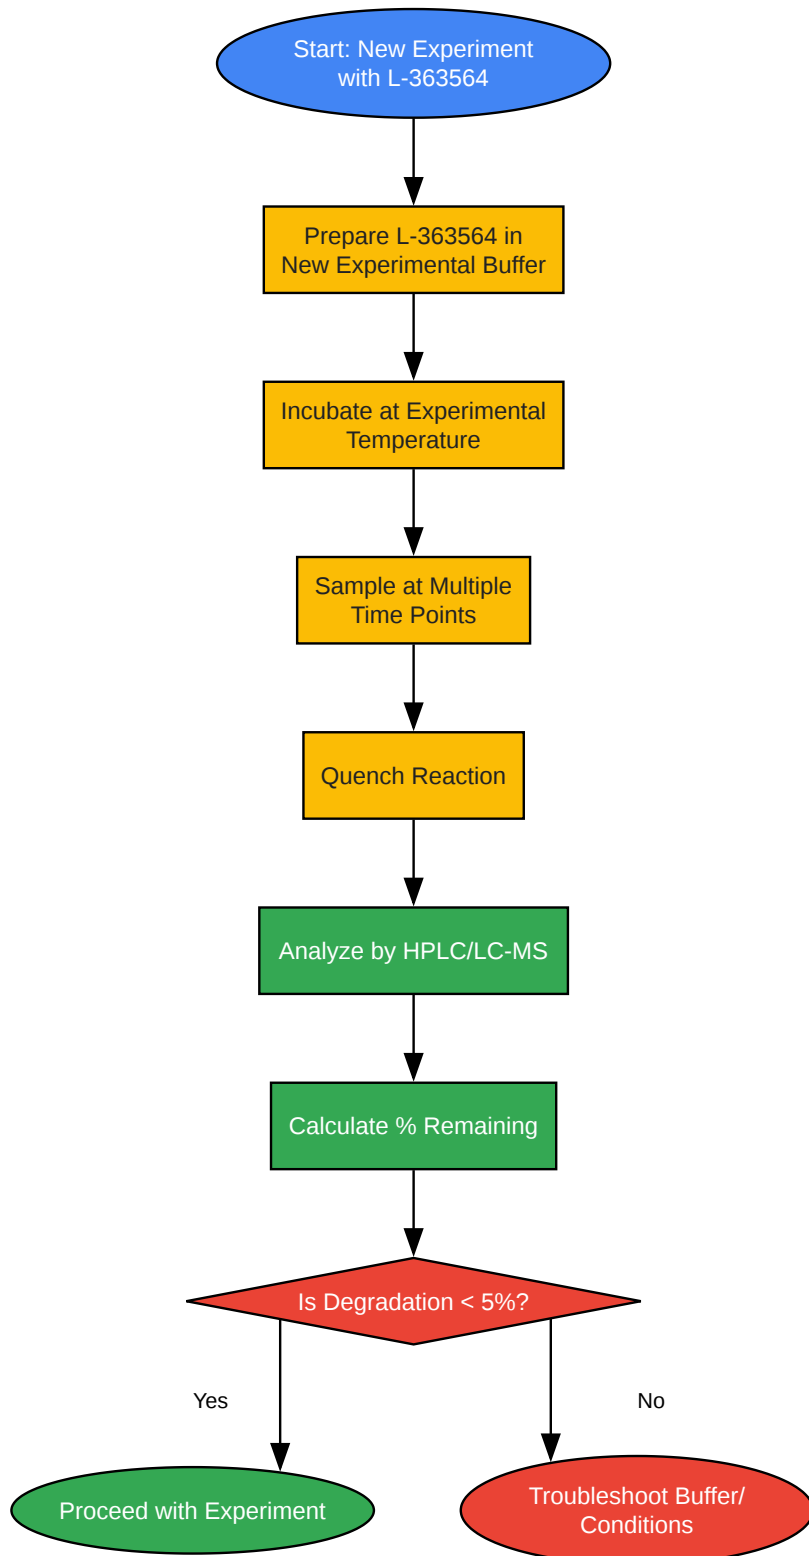 Start: New Experiment
with L-363564
Prepare L-363564 in
New Experimental Buffer
Incubate at Experimental
Temperature
Sample at Multiple
Time Points
Quench Reaction
Analyze by HPLC/LC-MS
Calculate % Remaining
Is Degradation < 5%?
Yes
No
Proceed with Experiment
Troubleshoot Buffer/
Conditions